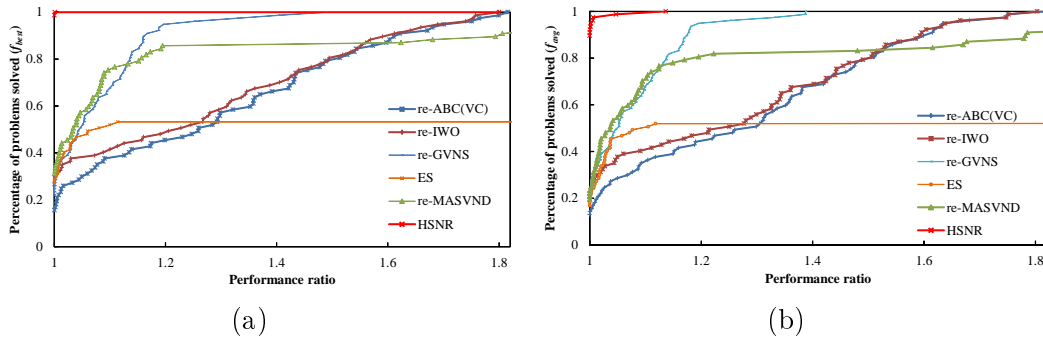 Percentage of problems solved (f_best)
1
0.8
0.6
0.4
0.2
0
1
1.2
1.4
1.6
1.8
Performance ratio
re-ABC(VC)
re-IWO
re-GVNS
ES
re-MASVND
HSNR
(a)
Percentage of problems solved (f_avg)
1
0.8
0.6
0.4
0.2
0
1
1.2
1.4
1.6
1.8
Performance ratio
re-ABC(VC)
re-IWO
re-GVNS
ES
re-MASVND
HSNR
(b)